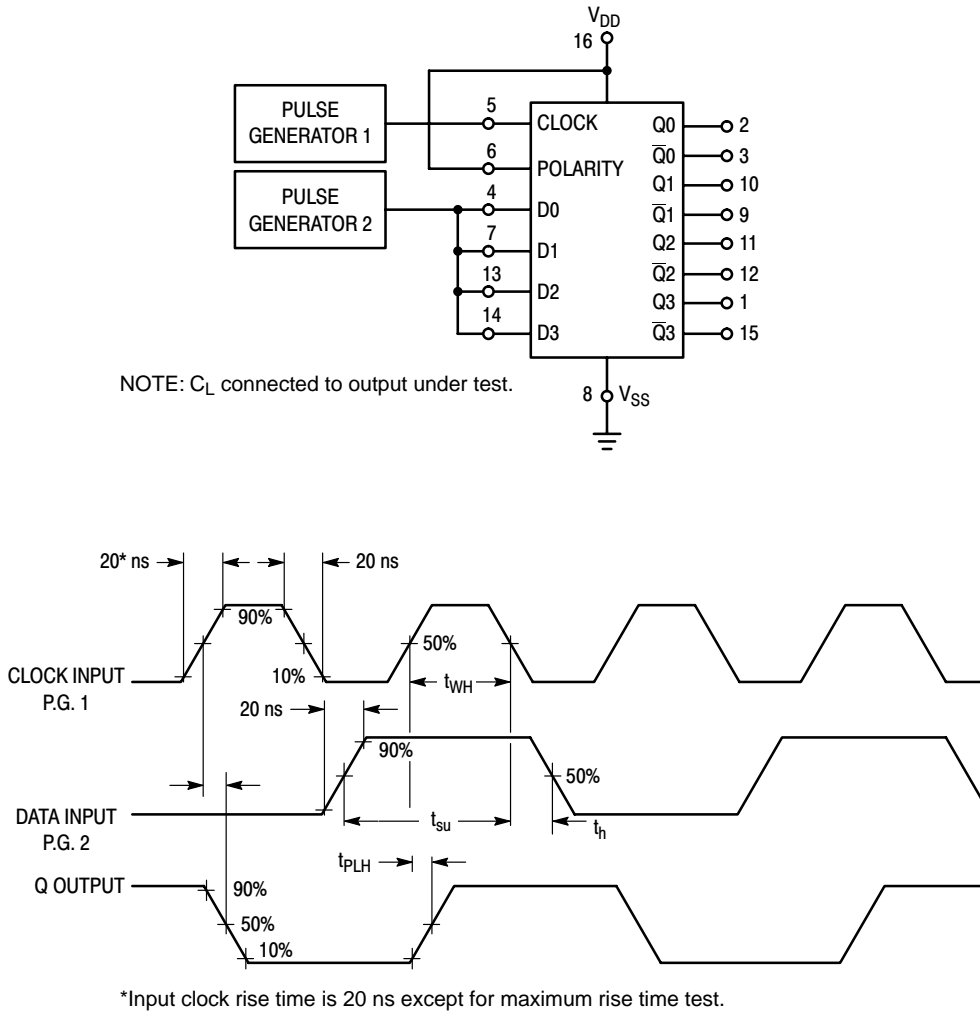 V_DD
16
PULSE
GENERATOR 1
5
CLOCK
6
POLARITY
PULSE
GENERATOR 2
4
D0
7
D1
13
D2
14
D3
Q0
2
Q̅0
3
Q1
10
Q̅1
9
Q2
11
Q̅2
12
Q3
1
Q̅3
15
NOTE: C_L connected to output under test.
8
V_SS
20* ns
20 ns
90%
10%
50%
CLOCK INPUT
P.G. 1
t_WH
20 ns
90%
50%
DATA INPUT
P.G. 2
t_su
t_h
t_PLH
Q OUTPUT
90%
50%
10%
*Input clock rise time is 20 ns except for maximum rise time test.